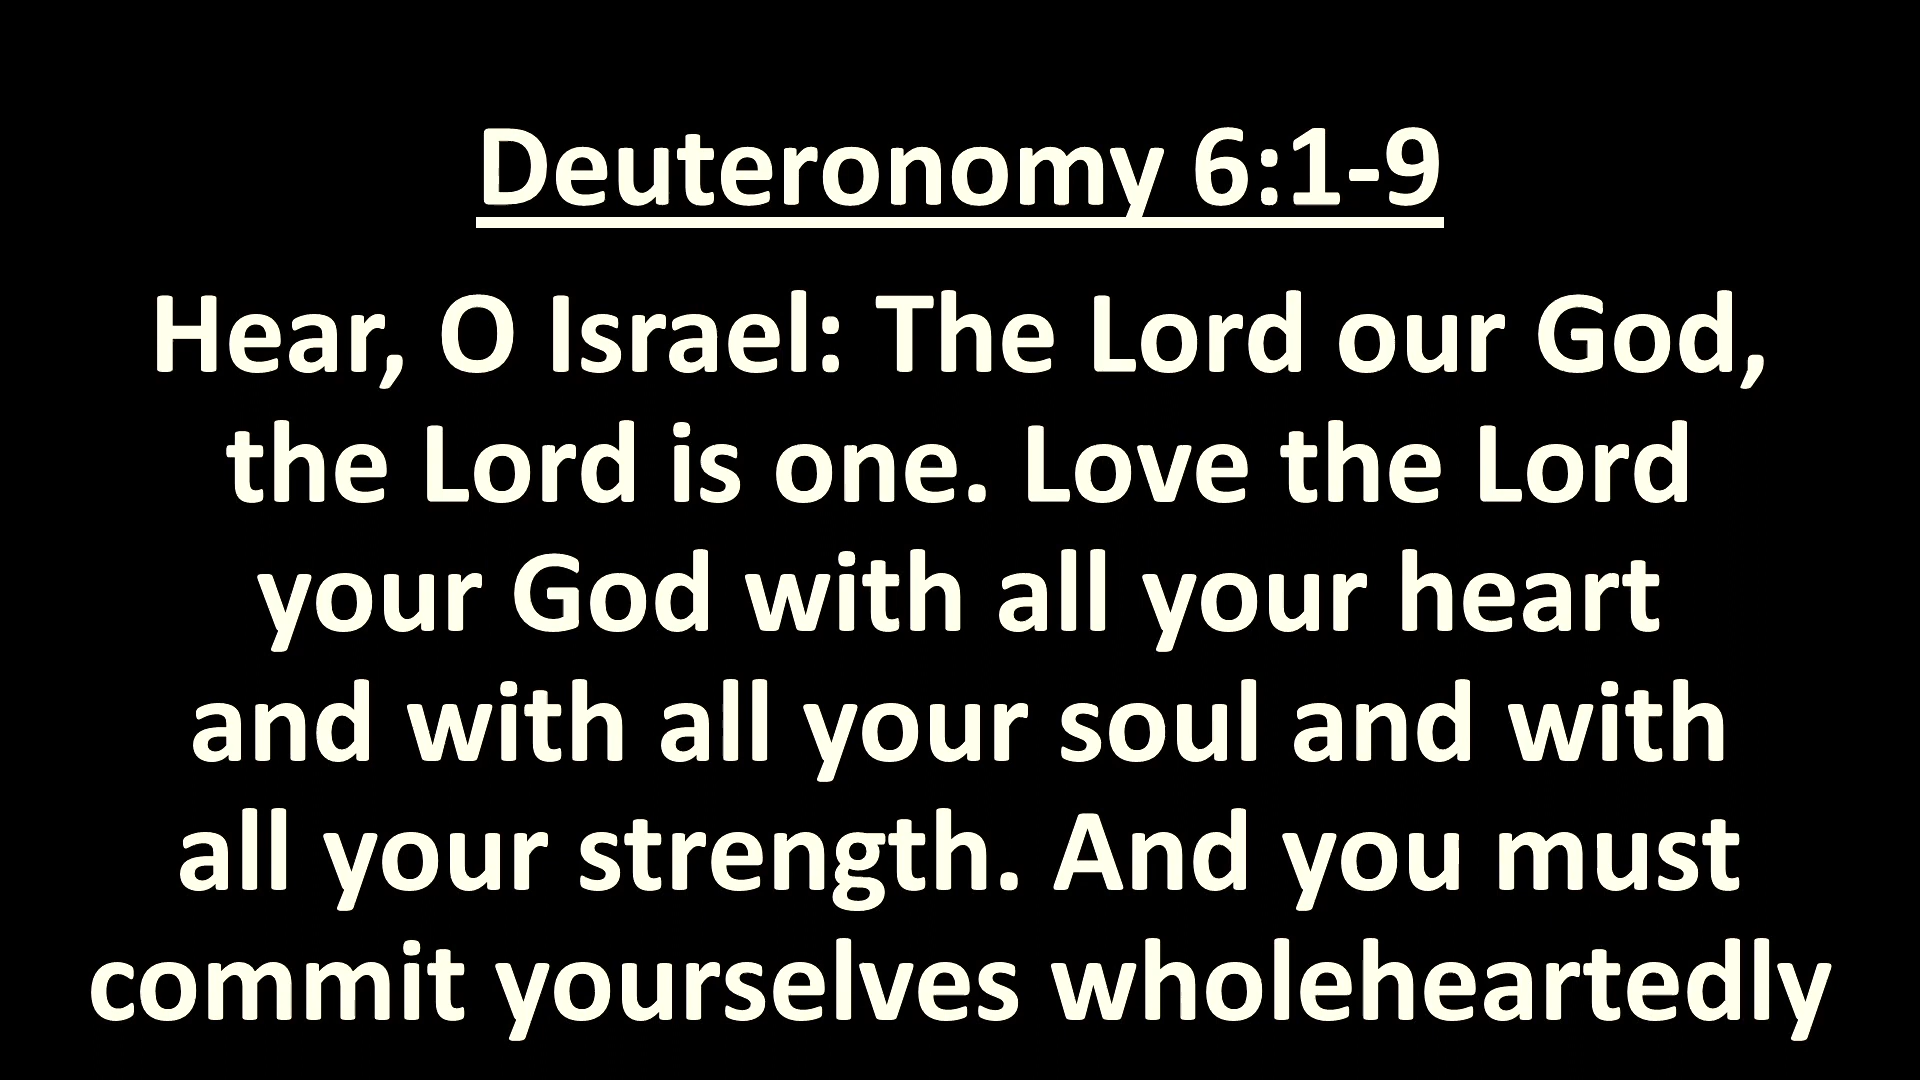 Deuteronomy 6:1-9
Hear, O Israel: The Lord our God,
the Lord is one. Love the Lord
your God with all your heart
and with all your soul and with
all your strength. And you must
commit yourselves wholeheartedly